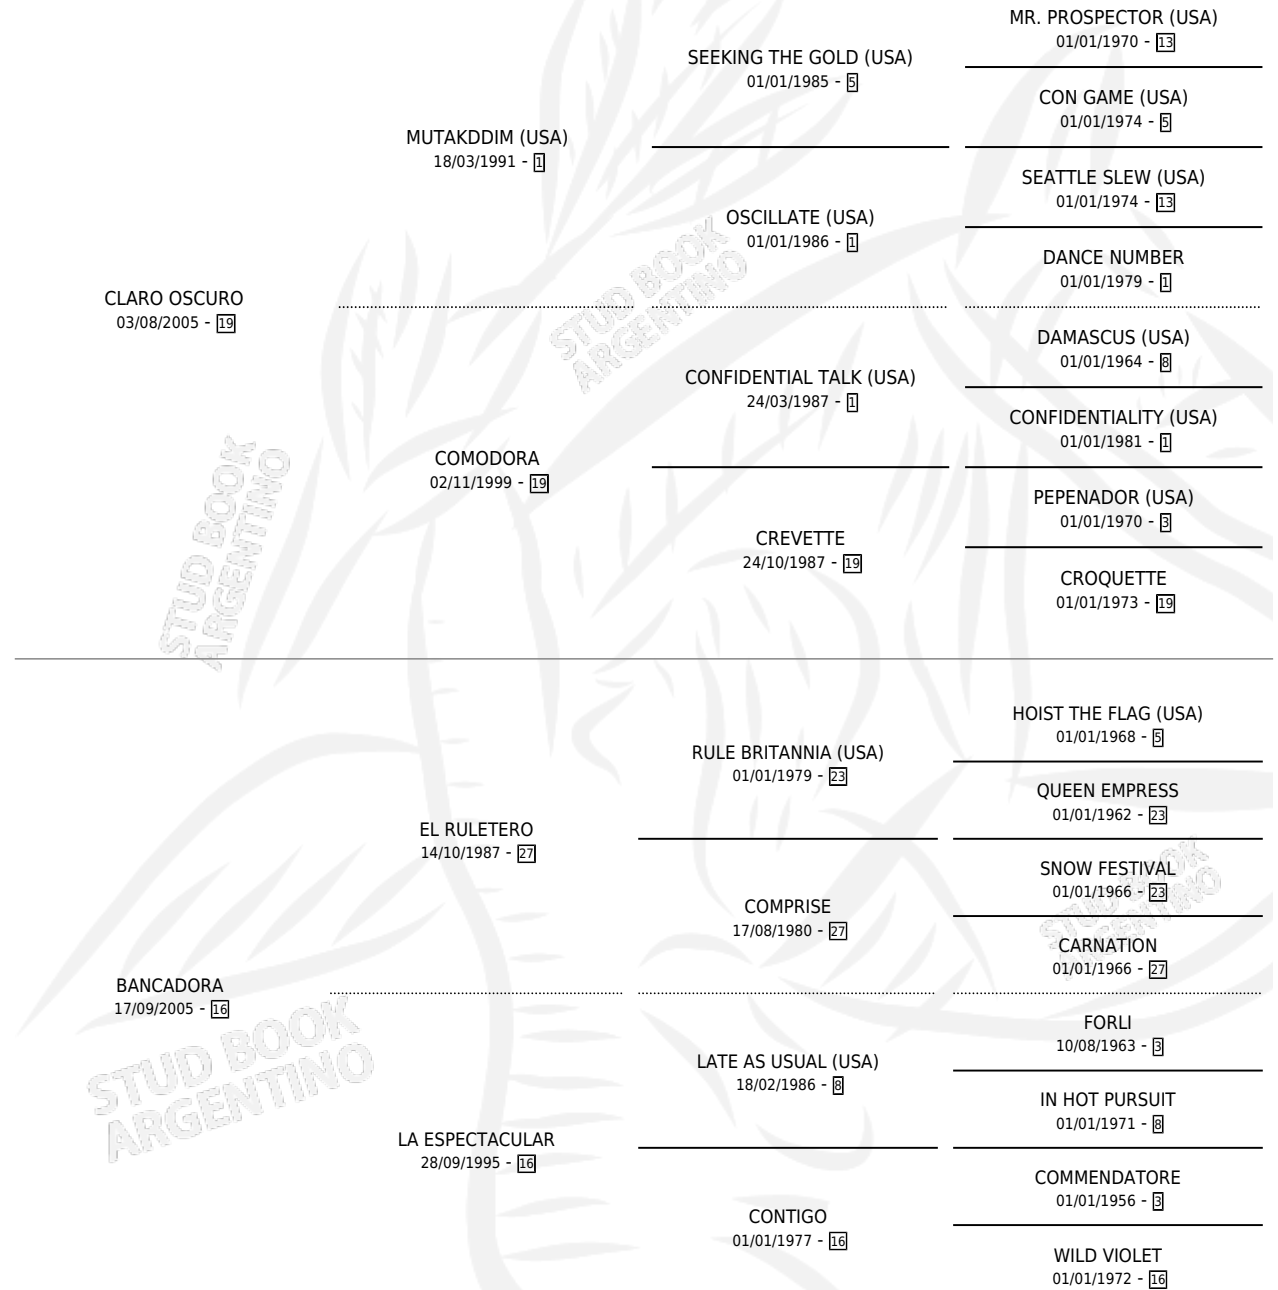 MR. PROSPECTOR (USA)
01/01/1970 - 13
SEEKING THE GOLD (USA)
01/01/1985 - 5
CON GAME (USA)
01/01/1974 - 5
MUTAKDDIM (USA)
18/03/1991 - 1
SEATTLE SLEW (USA)
01/01/1974 - 13
OSCILLATE (USA)
01/01/1986 - 1
DANCE NUMBER
01/01/1979 - 1
CLARO OSCURO
03/08/2005 - 19
STUD BOOK
ARGENTINO
DAMASCUS (USA)
01/01/1964 - 8
CONFIDENTIAL TALK (USA)
24/03/1987 - 1
CONFIDENTIALITY (USA)
01/01/1981 - 1
COMODORA
02/11/1999 - 19
PEPENADOR (USA)
01/01/1970 - 3
CREVETTE
24/10/1987 - 19
CROQUETTE
01/01/1973 - 19
STUD BOOK
ARGENTINO
HOIST THE FLAG (USA)
01/01/1968 - 5
RULE BRITANNIA (USA)
01/01/1979 - 23
QUEEN EMPRESS
01/01/1962 - 23
EL RULETERO
14/10/1987 - 27
SNOW FESTIVAL
01/01/1966 - 23
COMPRISE
17/08/1980 - 27
STUD BOOK
ARGENTINO
CARNATION
01/01/1966 - 27
BANCADORA
17/09/2005 - 16
STUD BOOK
ARGENTINO
FORLI
10/08/1963 - 3
LATE AS USUAL (USA)
18/02/1986 - 8
IN HOT PURSUIT
01/01/1971 - 8
LA ESPECTACULAR
28/09/1995 - 16
COMMENDATORE
01/01/1956 - 3
CONTIGO
01/01/1977 - 16
WILD VIOLET
01/01/1972 - 16